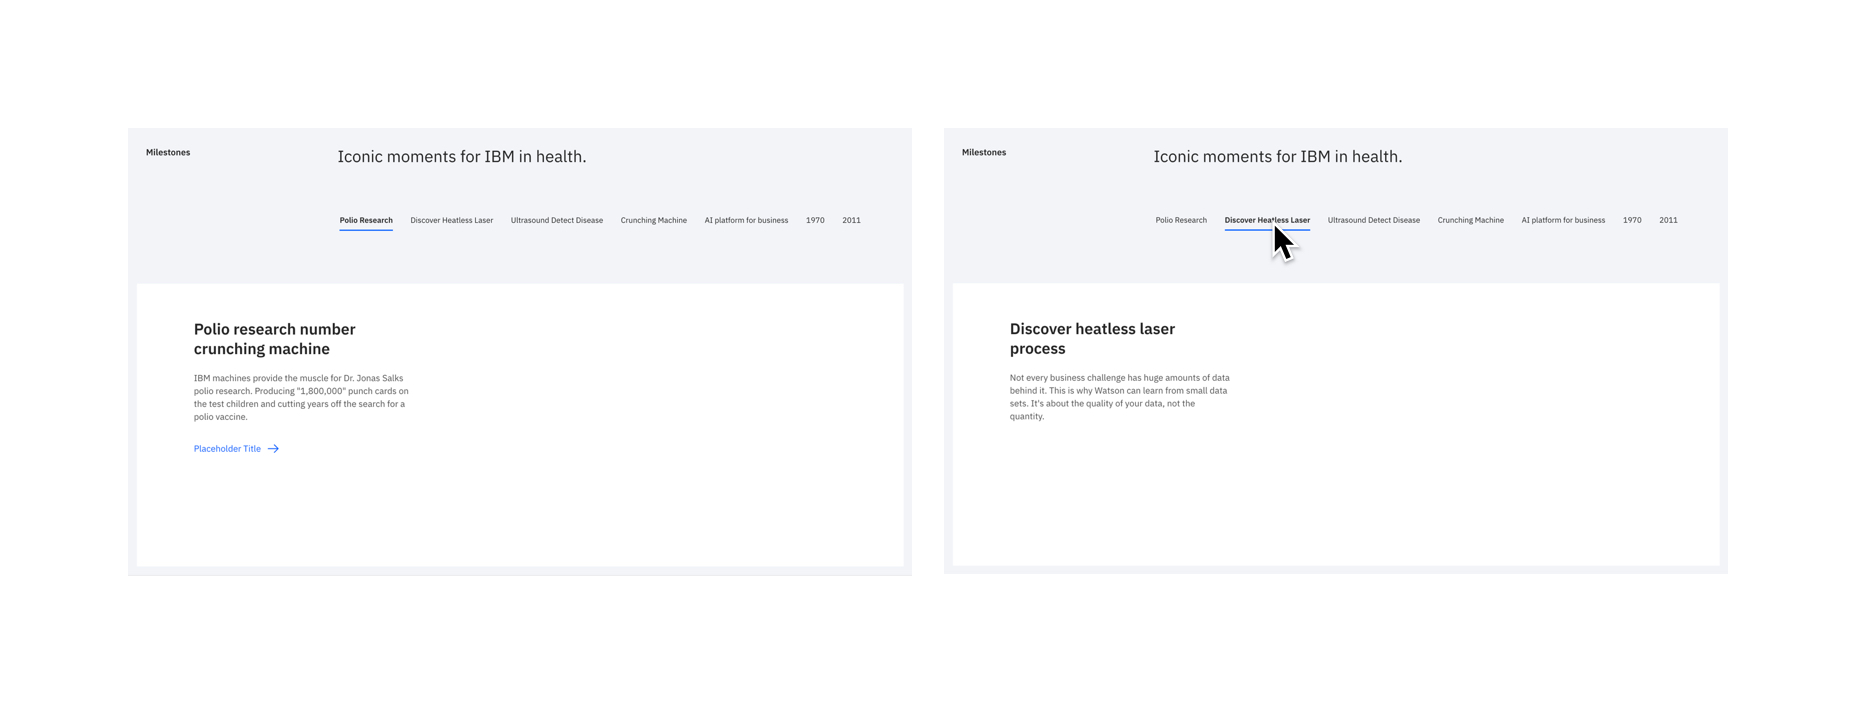 Milestones
Iconic moments for IBM in health.
Polio Research Discover Heatless Laser Ultrasound Detect Disease Crunching Machine AI platform for business 1970 2011
Polio research number
crunching machine
IBM machines provide the muscle for Dr. Jonas Salks
polio research. Producing "1,800,000" punch cards on
the test children and cutting years off the search for a
polio vaccine.
Placeholder Title
Milestones
Iconic moments for IBM in health.
Polio Research Discover Heatless Laser Ultrasound Detect Disease Crunching Machine AI platform for business 1970 2011
Discover heatless laser
process
Not every business challenge has huge amounts of data
behind it. This is why Watson can learn from small data
sets. It's about the quality of your data, not the
quantity.